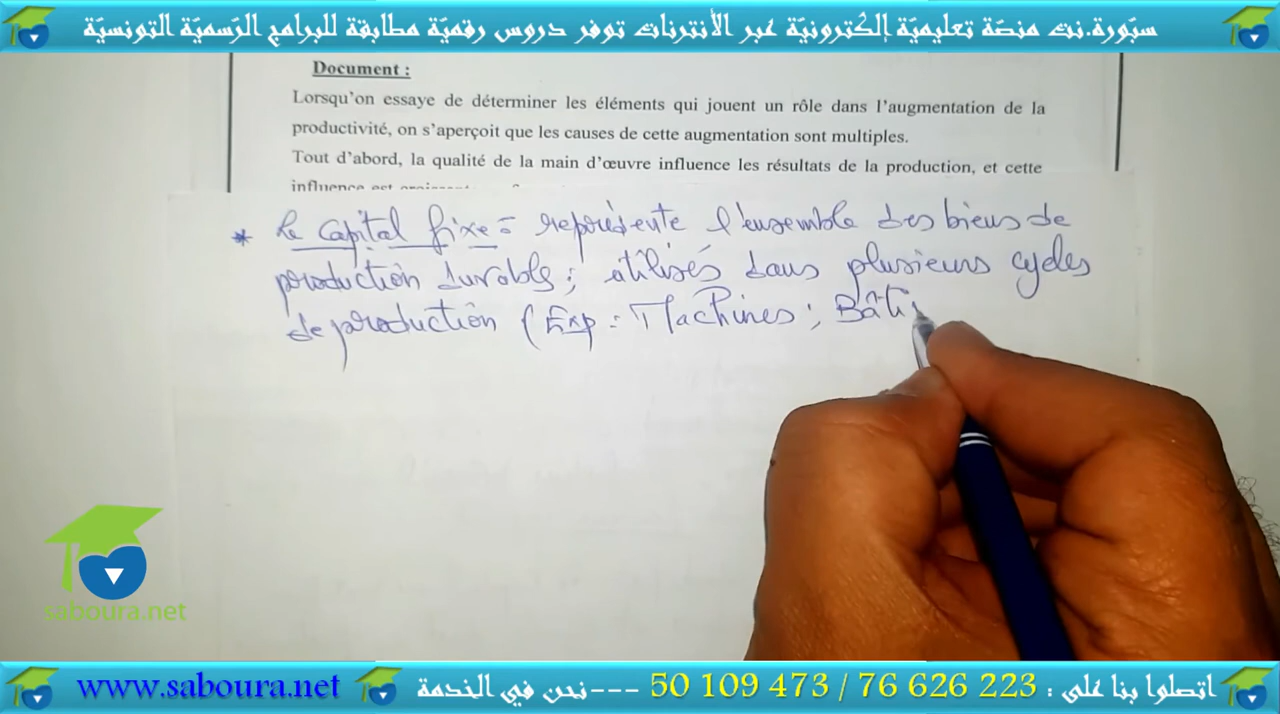 سبّورة.نت منصّة تعليميّة إلكترونيّة عبر الأنترنات توفر دروس رقميّة مطابقة للبرامج الرّسميّة التونسيّة
Document :
Lorsqu'on essaye de déterminer les éléments qui jouent un rôle dans l'augmentation de la
productivité, on s'aperçoit que les causes de cette augmentation sont multiples.
Tout d'abord, la qualité de la main d'œuvre influence les résultats de la production, et cette
influence est
* Le capital fixe = représente l'ensemble des biens de
production durables; utilisés dans plusieurs cycles
de production (Exp : Machines ; Bâti
saboura.net
www.saboura.net
اتصلوا بنا على : 50 109 473 / 76 626 223 ---نحن في الخدمة